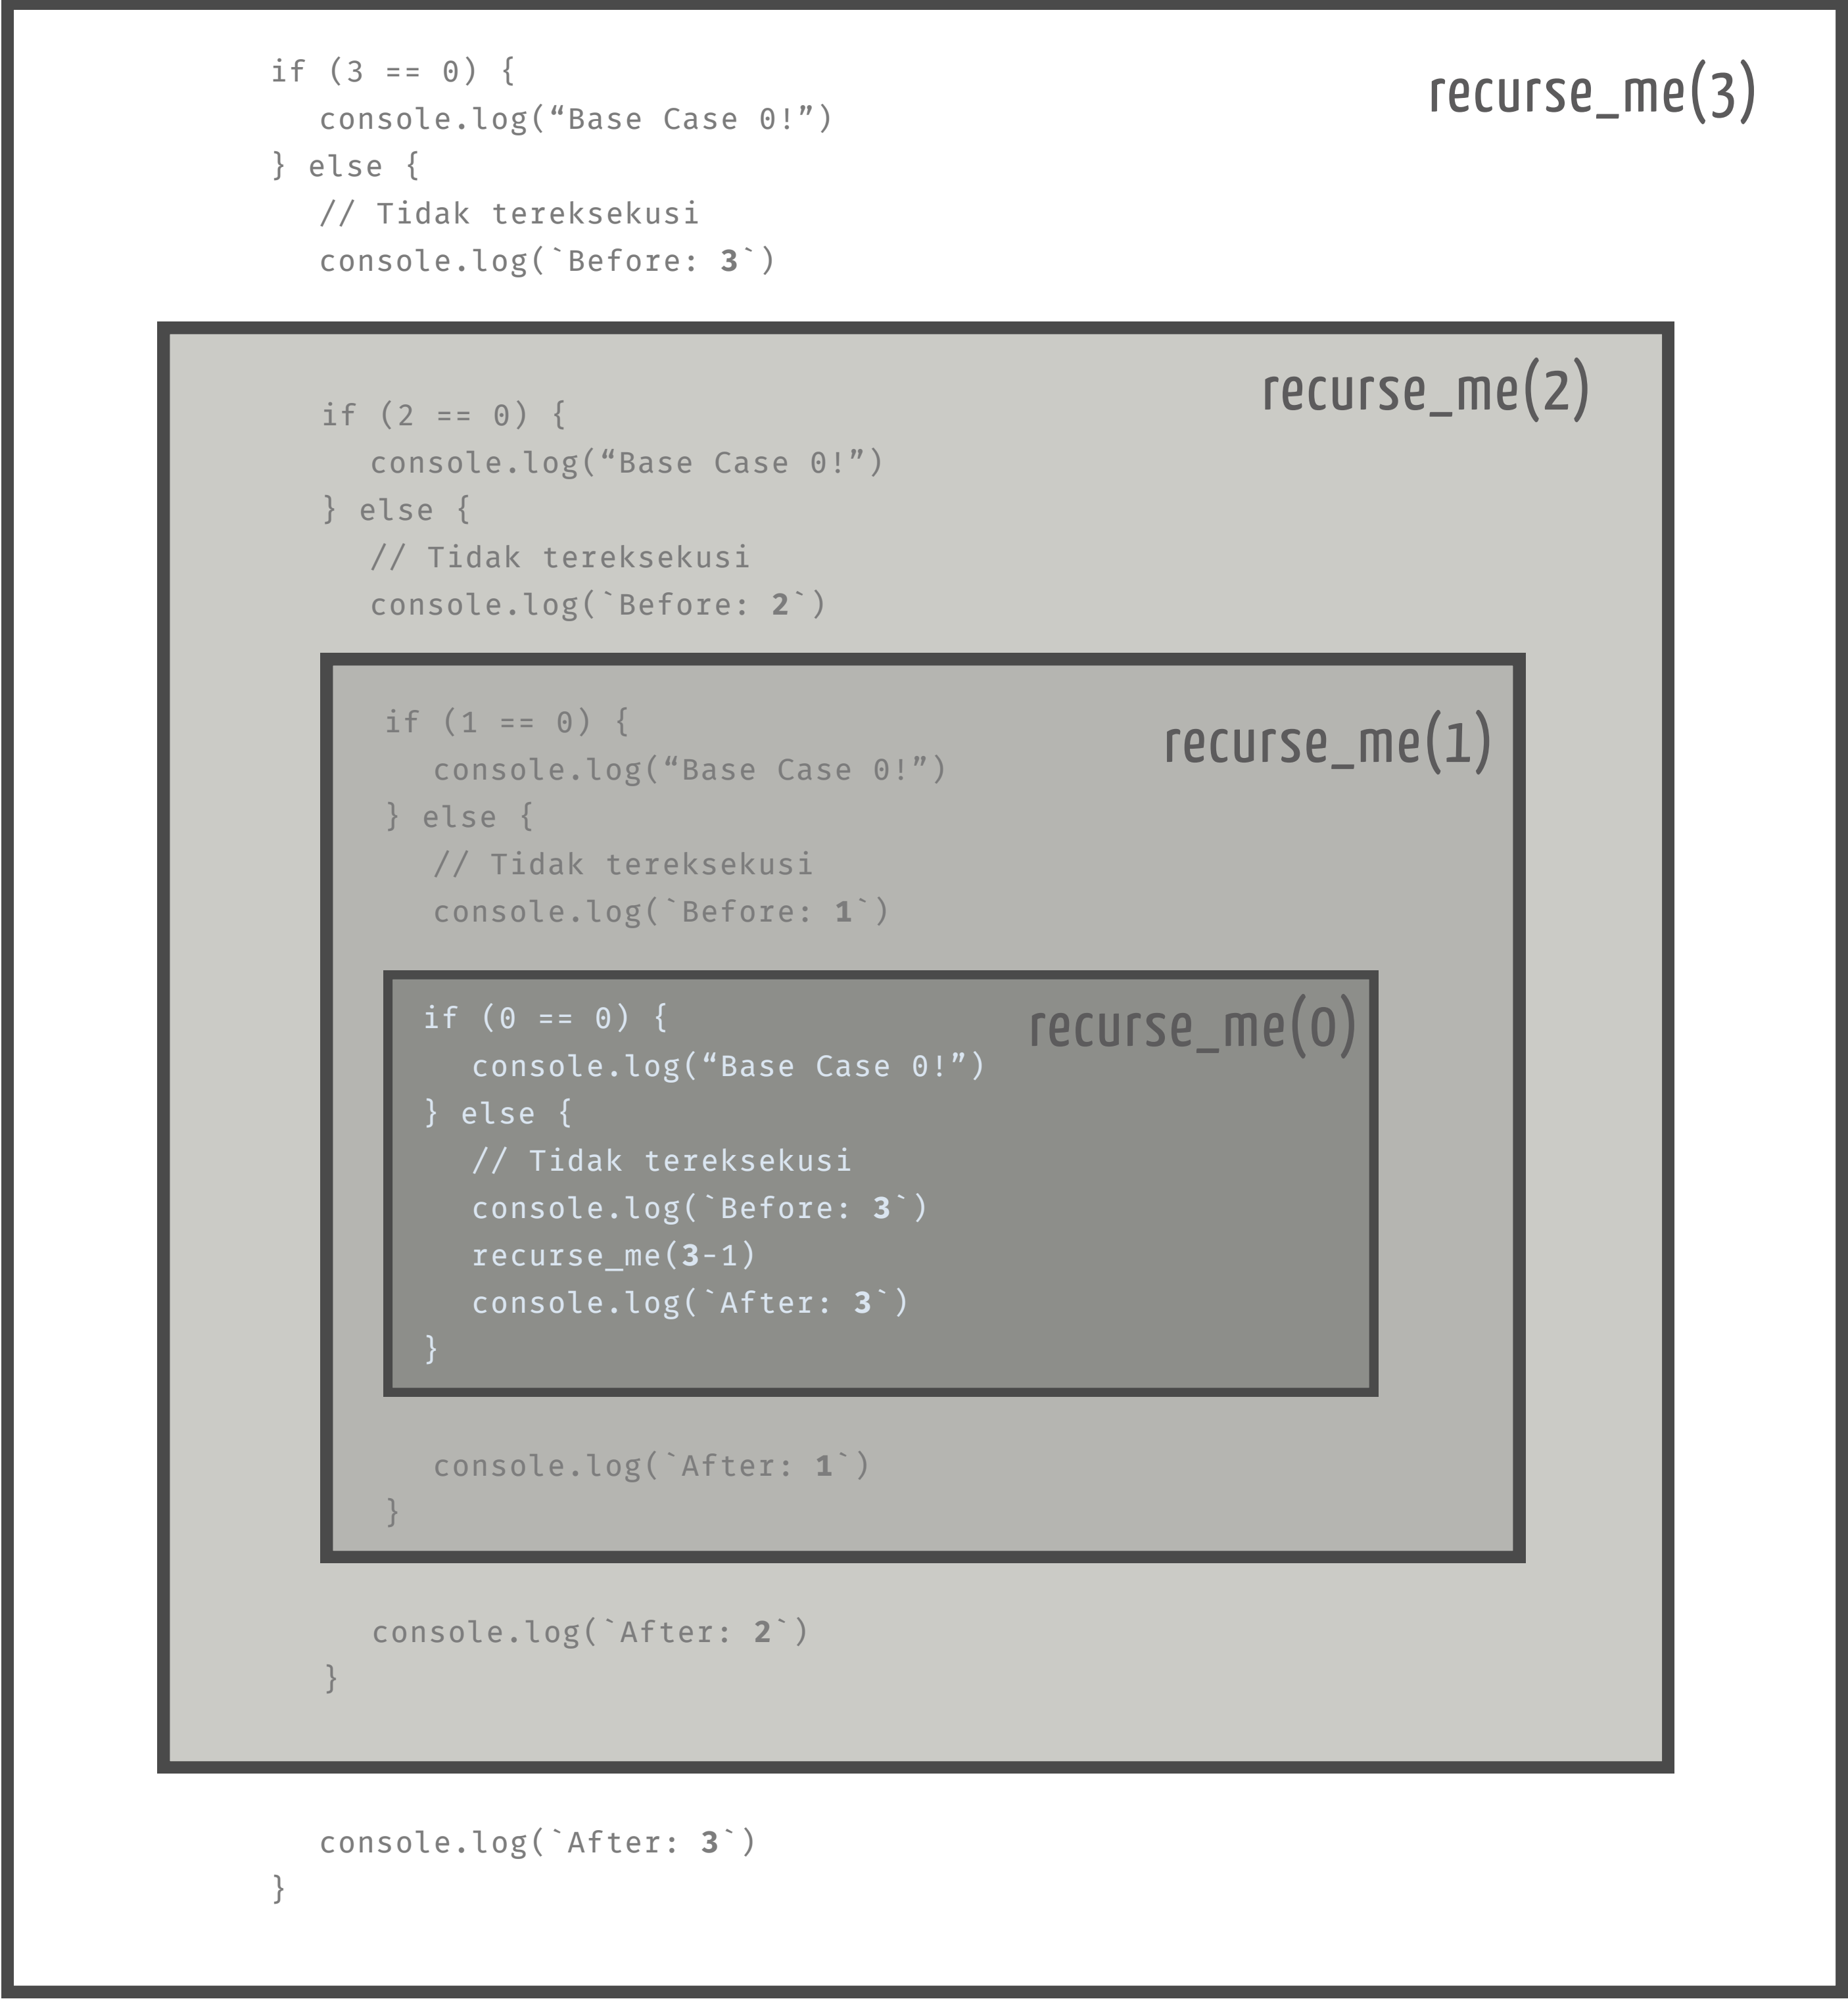 if (3 == 0) {
recurse_me(3)
console.log(“Base Case 0!”)
} else {
// Tidak tereksekusi
console.log(`Before: 3`)
recurse_me(2)
if (2 == 0) {
console.log(“Base Case 0!”)
} else {
// Tidak tereksekusi
console.log(`Before: 2`)
if (1 == 0) {
recurse_me(1)
console.log(“Base Case 0!”)
} else {
// Tidak tereksekusi
console.log(`Before: 1`)
if (0 == 0) {
recurse_me(0)
console.log(“Base Case 0!”)
} else {
// Tidak tereksekusi
console.log(`Before: 3`)
recurse_me(3-1)
console.log(`After: 3`)
}
console.log(`After: 1`)
}
console.log(`After: 2`)
}
console.log(`After: 3`)
}